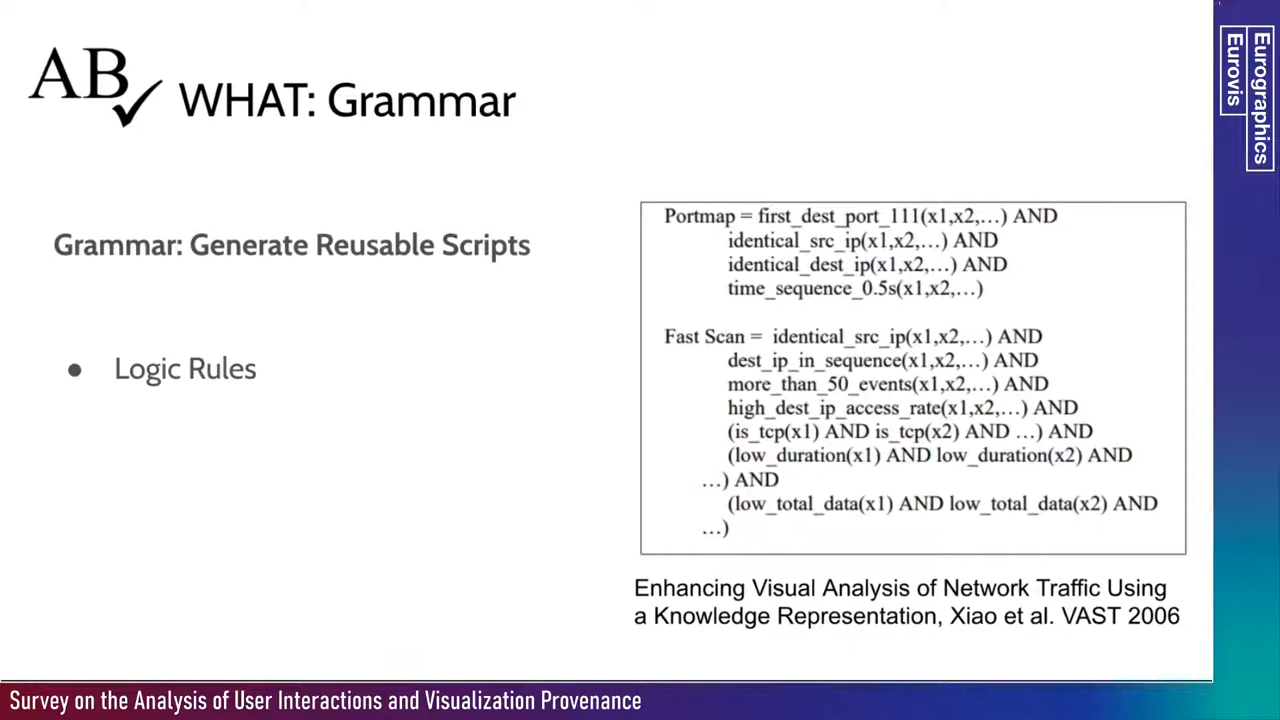 AB
WHAT: Grammar
Grammar: Generate Reusable Scripts
● Logic Rules
Portmap = first_dest_port_111(x1,x2,…) AND
identical_src_ip(x1,x2,…) AND
identical_dest_ip(x1,x2,…) AND
time_sequence_0.5s(x1,x2,…)
Fast Scan = identical_src_ip(x1,x2,…) AND
dest_ip_in_sequence(x1,x2,…) AND
more_than_50_events(x1,x2,…) AND
high_dest_ip_access_rate(x1,x2,…) AND
(is_tcp(x1) AND is_tcp(x2) AND …) AND
(low_duration(x1) AND low_duration(x2) AND
…) AND
(low_total_data(x1) AND low_total_data(x2) AND
…)
Enhancing Visual Analysis of Network Traffic Using
a Knowledge Representation, Xiao et al. VAST 2006
Eurographics
Eurovis
Survey on the Analysis of User Interactions and Visualization Provenance